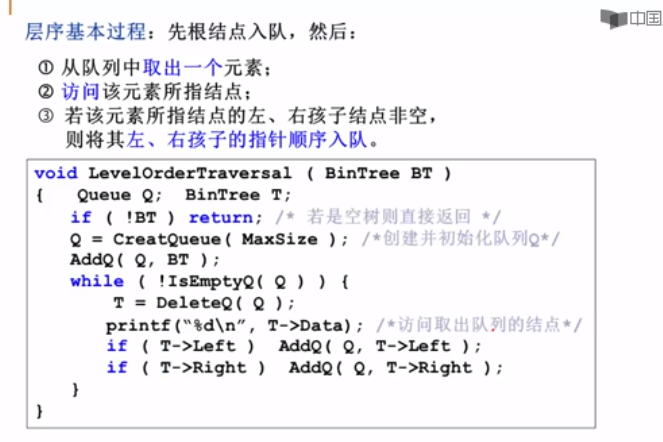 中国
层序基本过程：先根结点入队，然后：
① 从队列中取出一个元素；
② 访问该元素所指结点；
③ 若该元素所指结点的左、右孩子结点非空，
则将其左、右孩子的指针顺序入队。
void LevelOrderTraversal ( BinTree BT )
{ Queue Q; BinTree T;
if ( !BT ) return; /* 若是空树则直接返回 */
Q = CreatQueue( MaxSize ); /*创建并初始化队列Q*/
AddQ( Q, BT );
while ( !IsEmptyQ( Q ) ) {
T = DeleteQ( Q );
printf(“%d\n”, T->Data); /*访问取出队列的结点*/
if ( T->Left ) AddQ( Q, T->Left );
if ( T->Right ) AddQ( Q, T->Right );
}
}